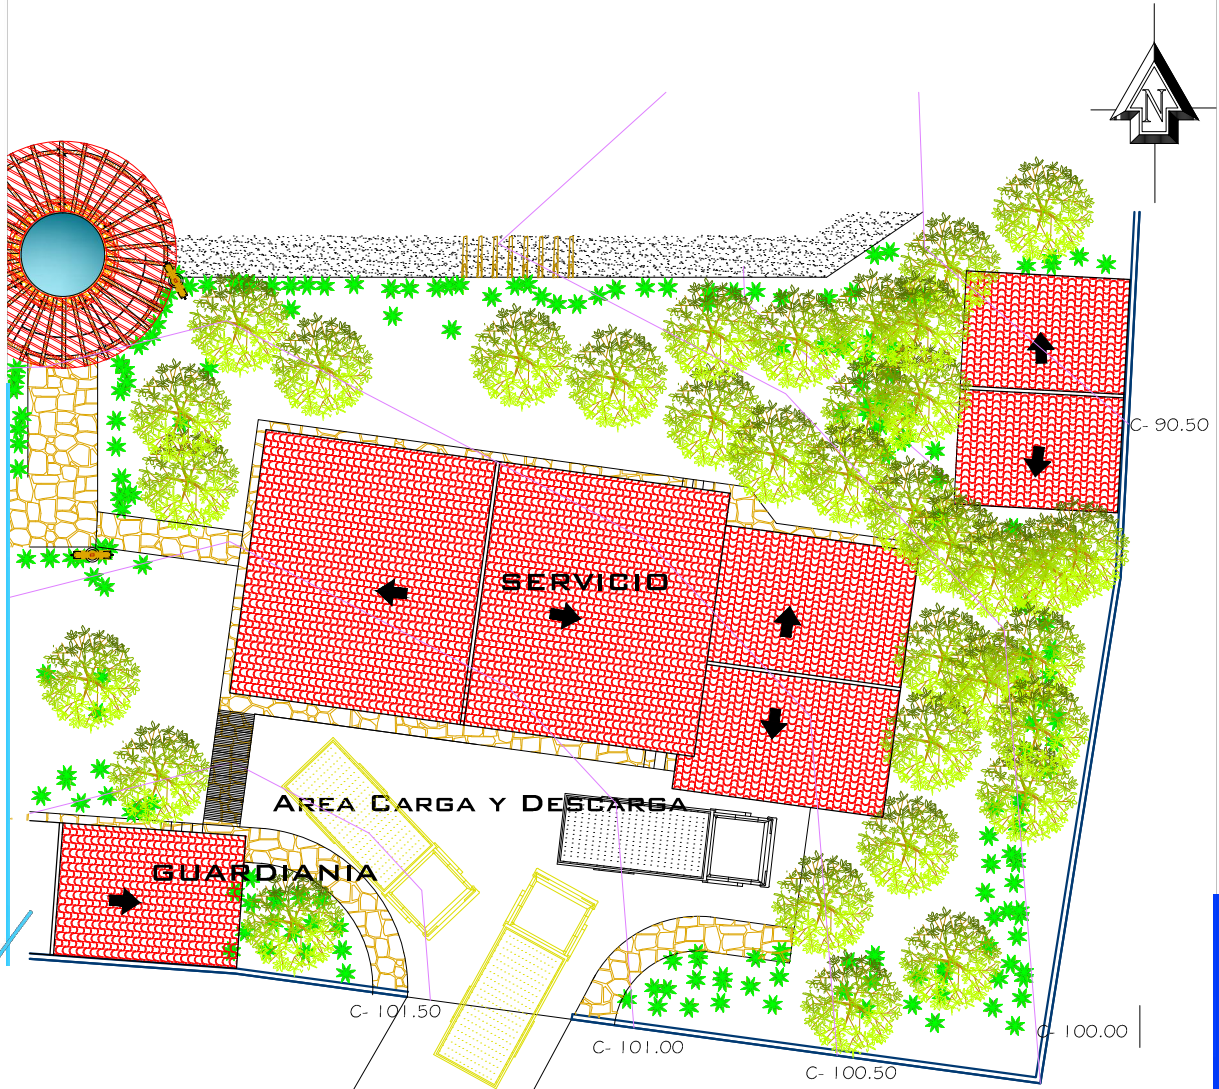 N
C- 90.50
SERVICIO
AREA CARGA Y DESCARGA
GUARDIANIA
C- 101.50
C- 101.00
C- 100.50
C- 100.00